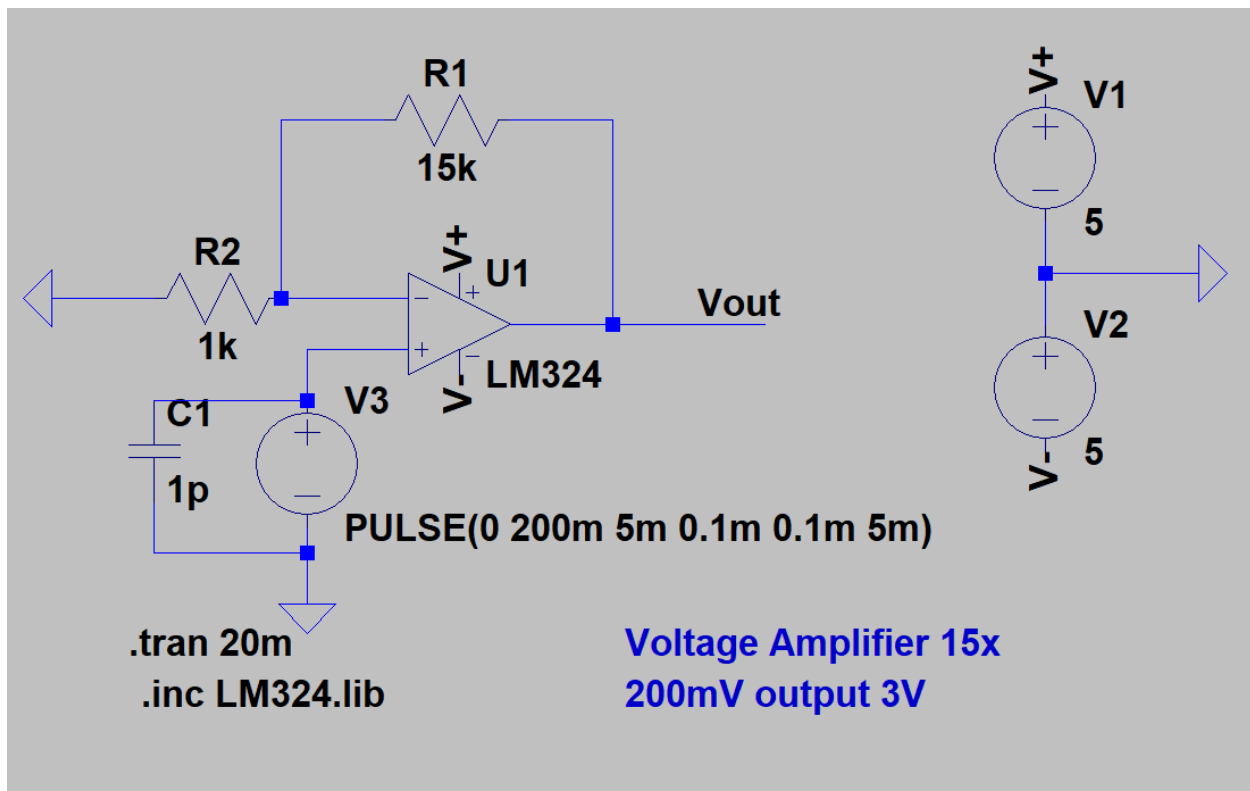 R1
15k
V+
V1
5
R2
1k
V+
U1
Vout
LM324
V-
V2
5
V-
C1
1p
V3
PULSE(0 200m 5m 0.1m 0.1m 5m)
.tran 20m
.inc LM324.lib
Voltage Amplifier 15x
200mV output 3V